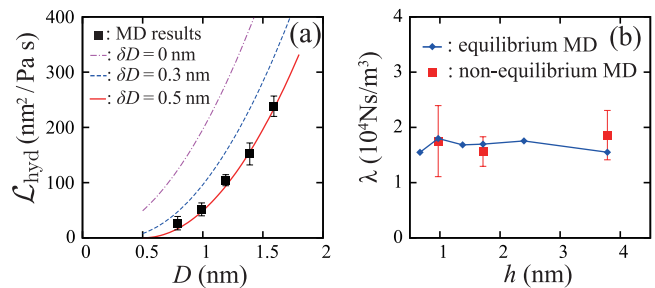 400
300
200
100
0
0
0.5
1
1.5
2
ℒhyd (nm²/Pa s)
D (nm)
(a)
■: MD results
: δD = 0 nm
: δD = 0.3 nm
: δD = 0.5 nm
4
3
2
1
0
1
2
3
4
λ (10⁴Ns/m³)
h (nm)
(b)
: equilibrium MD
: non-equilibrium MD